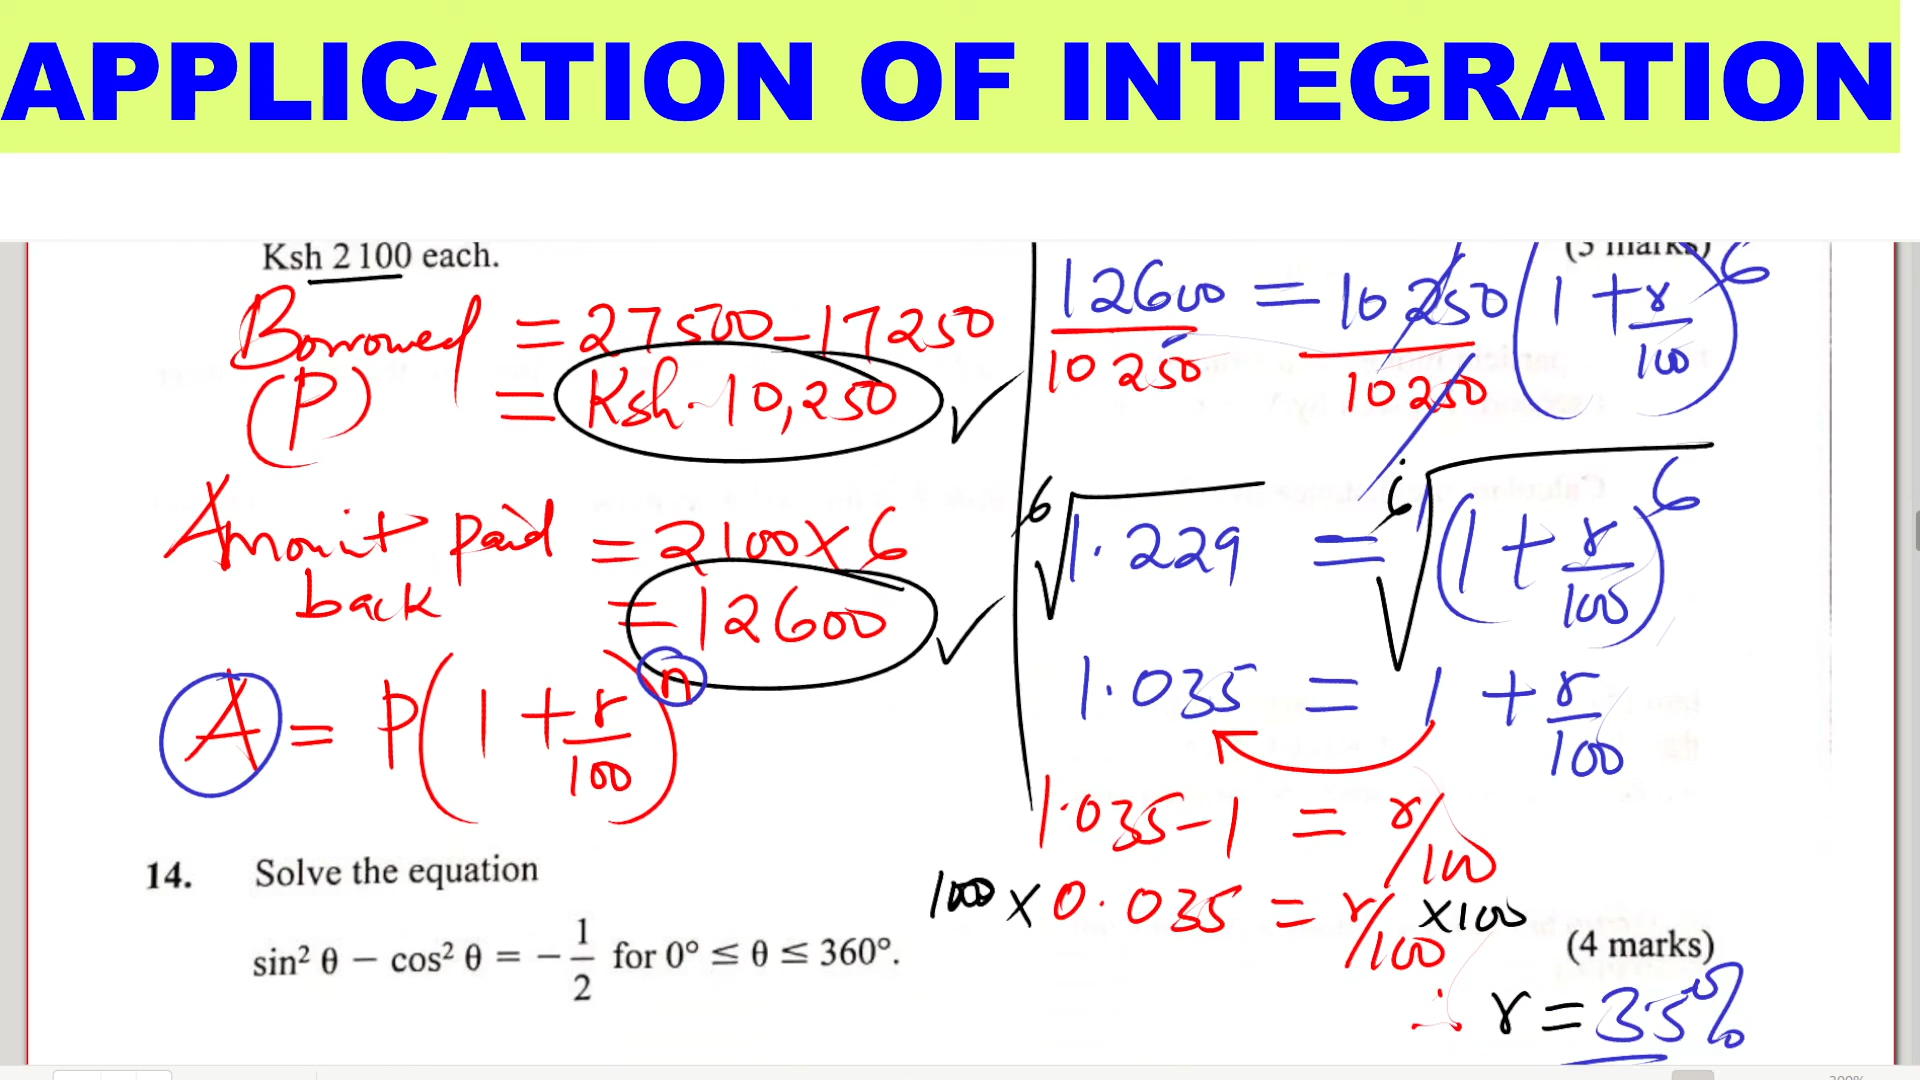 APPLICATION OF INTEGRATION
Ksh 2 100 each.
(3 marks)
Borrowed = 27500 - 17250
(P) = Ksh. 10,250 ✓
Amount paid = 2100 x 6
back = 12600 ✓
A = P(1 + r/100)^n
12600 = 10250 (1 + r/100)^6
10250 10250
6√1.229 = 6√(1 + r/100)^6
1.035 = 1 + r/100
1.035 - 1 = r/100
100 x 0.035 = r/100 x 100
∴ r = 3.5%
14. Solve the equation
sin² θ − cos² θ = −1/2 for 0° ≤ θ ≤ 360°.
(4 marks)